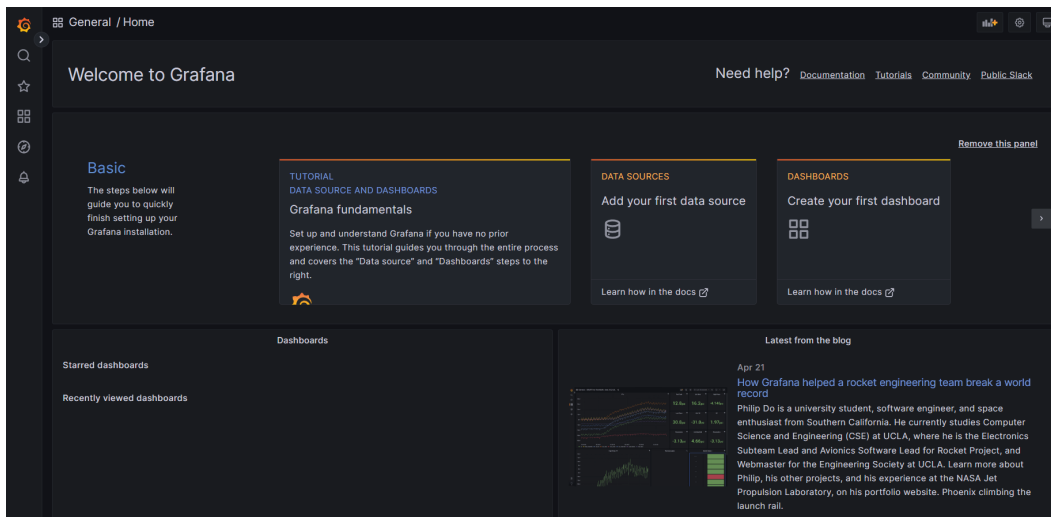 General / Home
Welcome to Grafana
Need help? Documentation Tutorials Community Public Slack
Remove this panel
Basic
The steps below will
guide you to quickly
finish setting up your
Grafana installation.
TUTORIAL
DATA SOURCE AND DASHBOARDS
Grafana fundamentals
Set up and understand Grafana if you have no prior
experience. This tutorial guides you through the entire process
and covers the “Data source” and “Dashboards” steps to the
right.
DATA SOURCES
Add your first data source
Learn how in the docs
DASHBOARDS
Create your first dashboard
Learn how in the docs
Dashboards
Starred dashboards
Recently viewed dashboards
Latest from the blog
Apr 21
How Grafana helped a rocket engineering team break a world
record
Philip Do is a university student, software engineer, and space
enthusiast from Southern California. He currently studies Computer
Science and Engineering (CSE) at UCLA, where he is the Electronics
Subteam Lead and Avionics Software Lead for Rocket Project, and
Webmaster for the Engineering Society at UCLA. Learn more about
Philip, his other projects, and his experience at the NASA Jet
Propulsion Laboratory, on his portfolio website. Phoenix climbing the
launch rail.